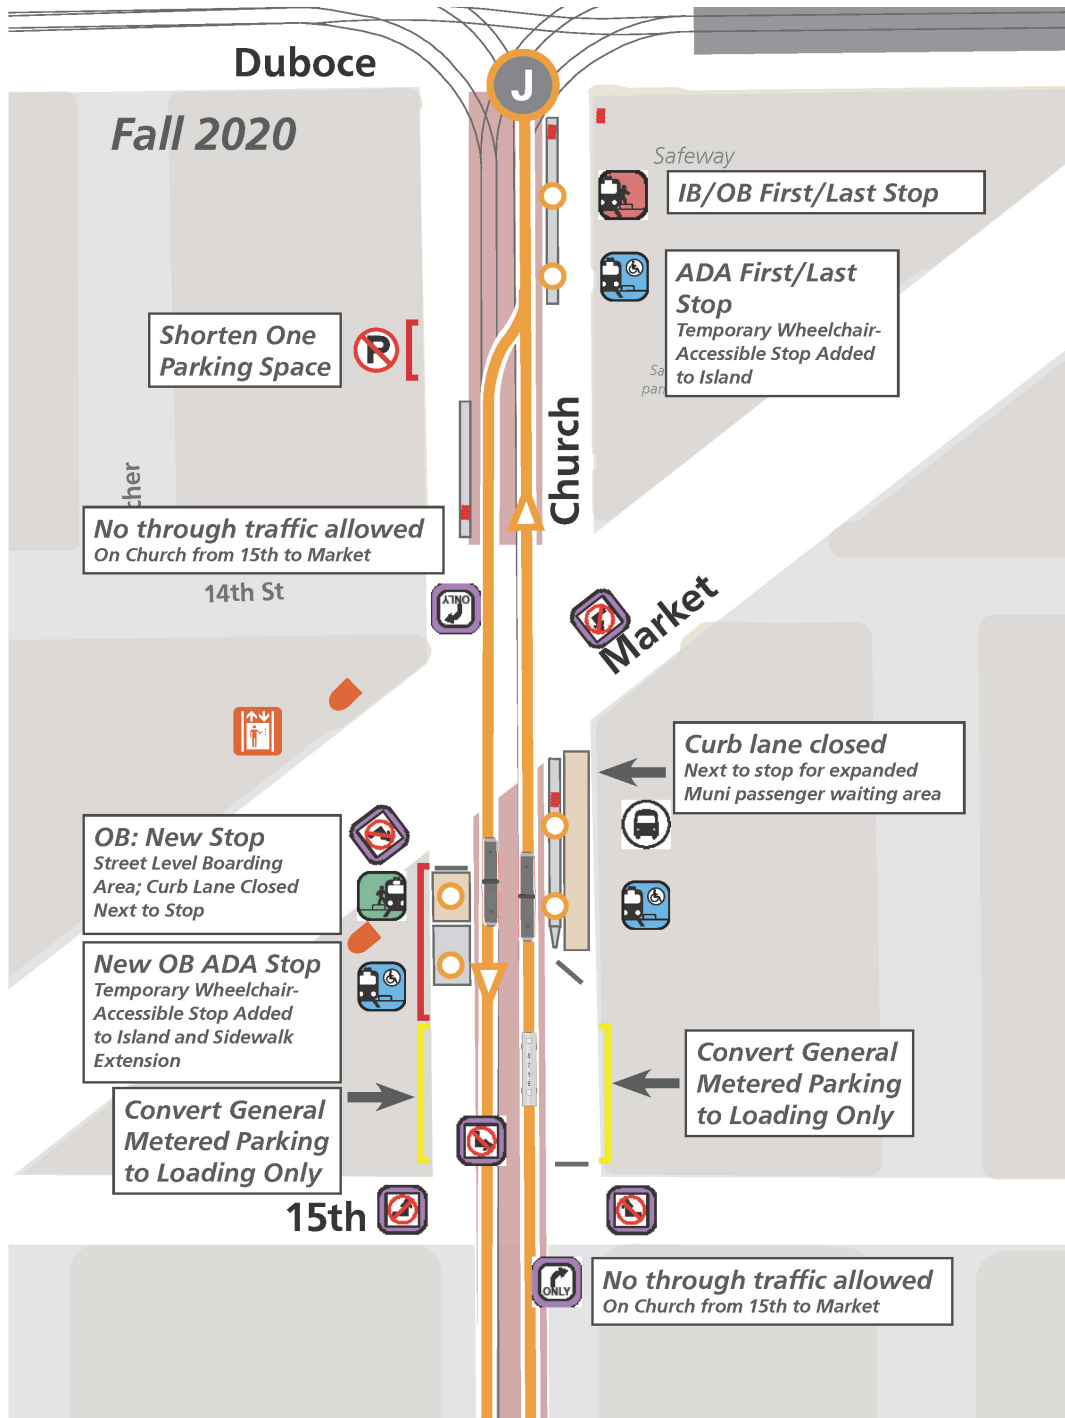 Duboce
J
Fall 2020
Safeway
IB/OB First/Last Stop
ADA First/Last
Stop
Temporary Wheelchair-
Accessible Stop Added
to Island
Shorten One
Parking Space
P
Church
No through traffic allowed
On Church from 15th to Market
14th St
ONLY
Market
Curb lane closed
Next to stop for expanded
Muni passenger waiting area
OB: New Stop
Street Level Boarding
Area; Curb Lane Closed
Next to Stop
New OB ADA Stop
Temporary Wheelchair-
Accessible Stop Added
to Island and Sidewalk
Extension
Convert General
Metered Parking
to Loading Only
Convert General
Metered Parking
to Loading Only
15th
ONLY
No through traffic allowed
On Church from 15th to Market